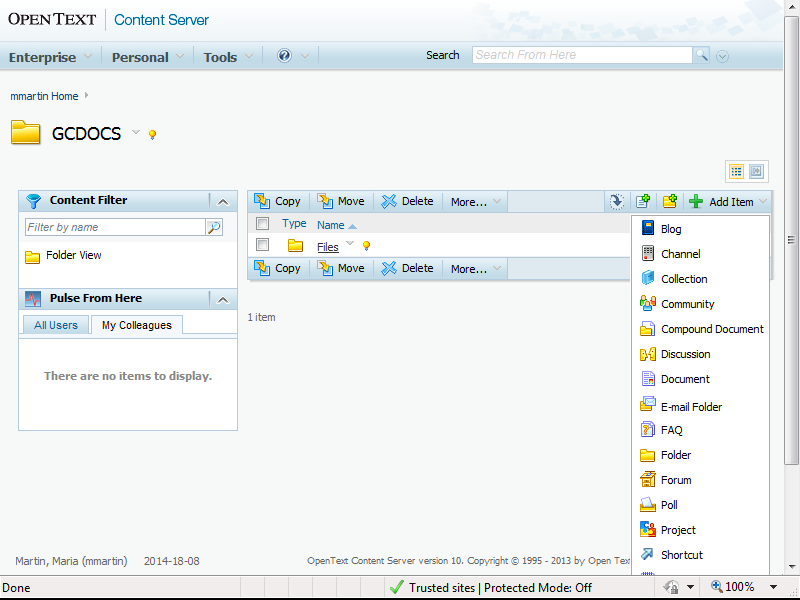 OPEN TEXT | Content Server
Enterprise Personal Tools ? Search Search From Here
mmartin Home
GCDOCS
Content Filter
Filter by name
Folder View
Pulse From Here
All Users My Colleagues
There are no items to display.
Copy Move Delete More... Add Item
Type Name
Files
Copy Move Delete More...
1 item
Blog
Channel
Collection
Community
Compound Document
Discussion
Document
E-mail Folder
FAQ
Folder
Forum
Poll
Project
Shortcut
Martin, Maria (mmartin) 2014-18-08 OpenText Content Server version 10. Copyright © 1995 - 2013 by Open Text
Done Trusted sites | Protected Mode: Off 100%